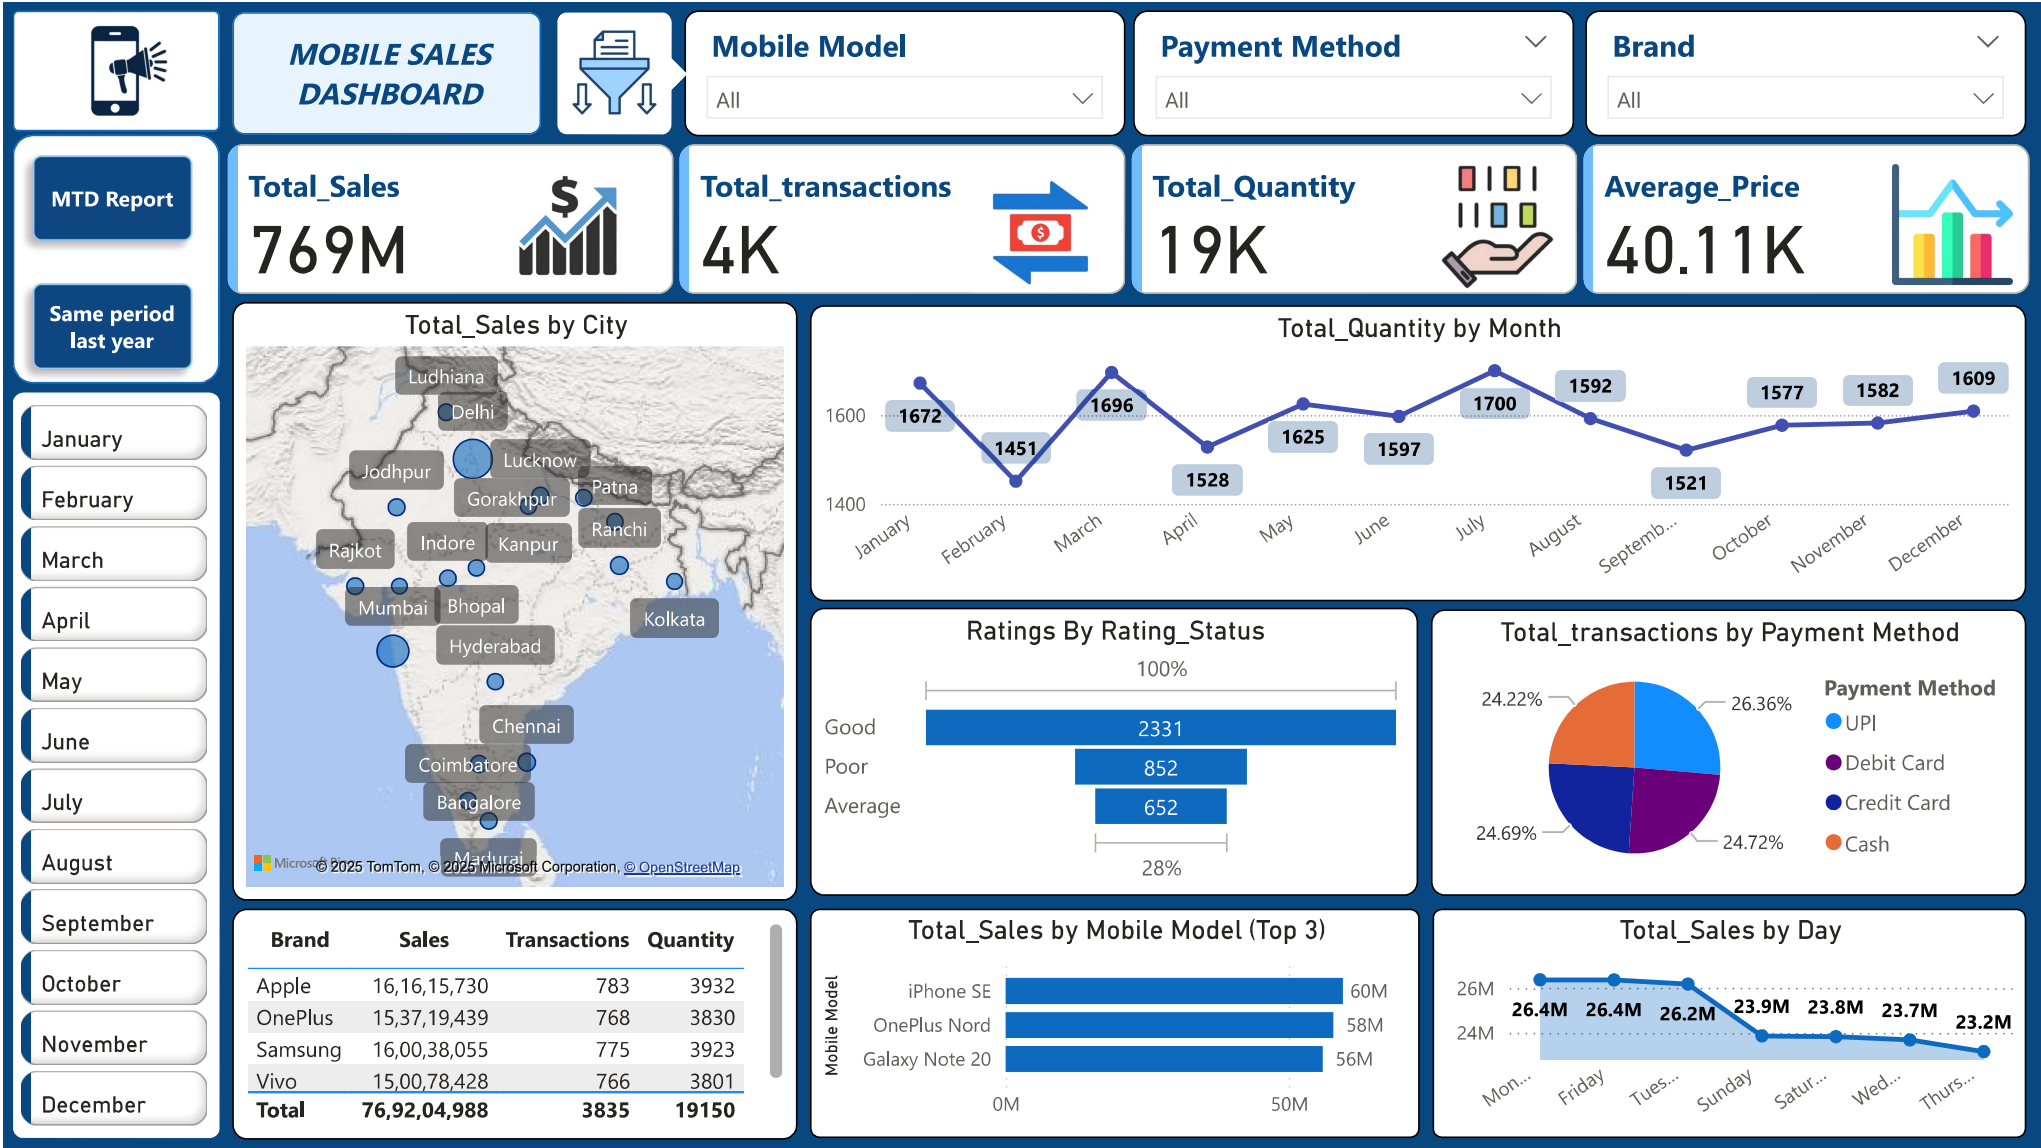 MOBILE SALES
DASHBOARD
Mobile Model
All
Payment Method
All
Brand
All
MTD Report
Same period
last year
Total_Sales
769M
$
Total_transactions
4K
$
Total_Quantity
19K
Average_Price
40.11K
January
February
March
April
May
June
July
August
September
October
November
December
Total_Sales by City
Ludhiana
Delhi
Lucknow
Jodhpur
Patna
Gorakhpur
Ranchi
Rajkot
Indore
Kanpur
Mumbai
Bhopal
Kolkata
Hyderabad
Chennai
Coimbatore
Bangalore
Madurai
© 2025 TomTom, © 2025 Microsoft Corporation, © OpenStreetMap
Total_Quantity by Month
1600
1400
1672
1451
1696
1528
1625
1597
1700
1592
1521
1577
1582
1609
January
February
March
April
May
June
July
August
Septemb...
October
November
December
Ratings By Rating_Status
100%
Good 2331
Poor 852
Average 652
28%
Total_transactions by Payment Method
24.22%
26.36%
24.69%
24.72%
Payment Method
UPI
Debit Card
Credit Card
Cash
Brand Sales Transactions Quantity
Apple 16,16,15,730 783 3932
OnePlus 15,37,19,439 768 3830
Samsung 16,00,38,055 775 3923
Vivo 15,00,78,428 766 3801
Total 76,92,04,988 3835 19150
Total_Sales by Mobile Model (Top 3)
Mobile Model
iPhone SE 60M
OnePlus Nord 58M
Galaxy Note 20 56M
0M 50M
Total_Sales by Day
26M
24M
26.4M 26.4M 26.2M 23.9M 23.8M 23.7M 23.2M
Mon... Friday Tues... Sunday Satur... Wed... Thurs...